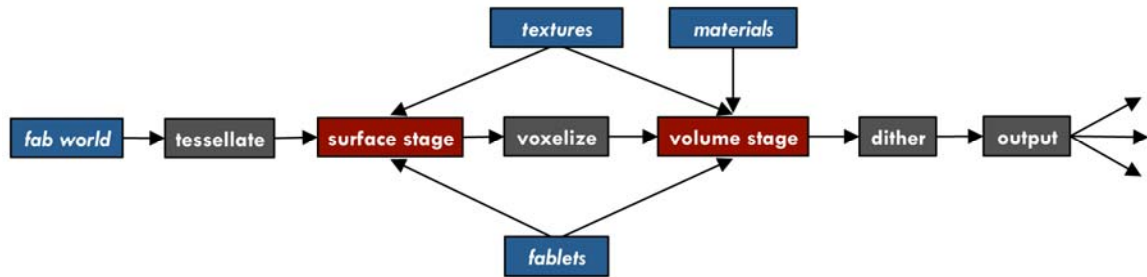 textures
materials
fab world
tessellate
surface stage
voxelize
volume stage
dither
output
fablets